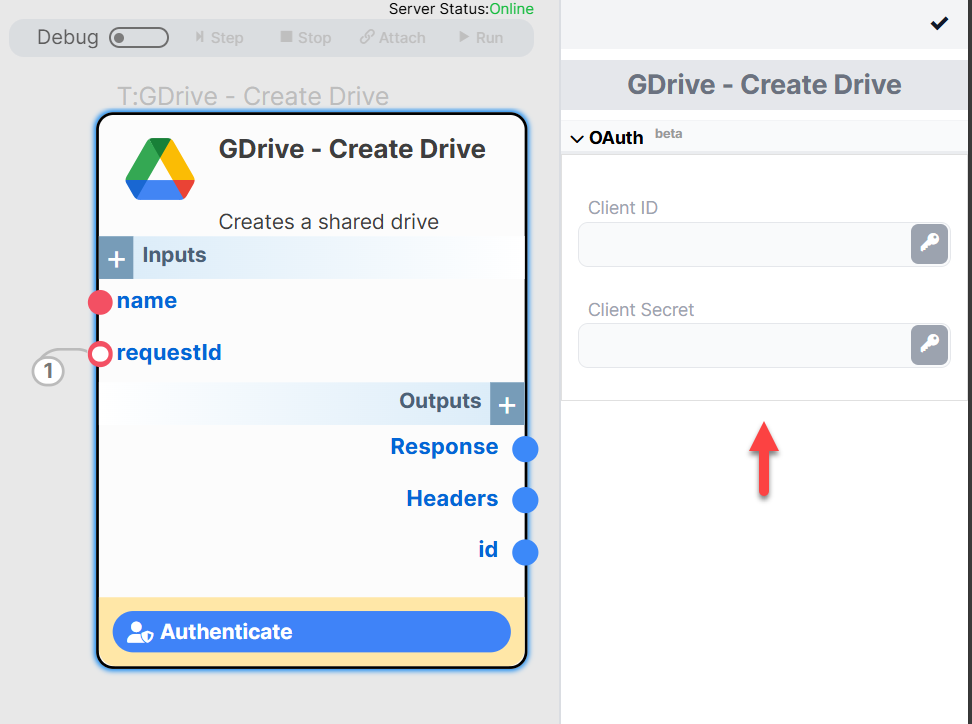 Server Status:Online
Debug Step Stop Attach Run
T:GDrive - Create Drive
GDrive - Create Drive
Creates a shared drive
Inputs
name
requestId
1
Outputs
Response
Headers
id
Authenticate
GDrive - Create Drive
OAuth beta
Client ID
Client Secret